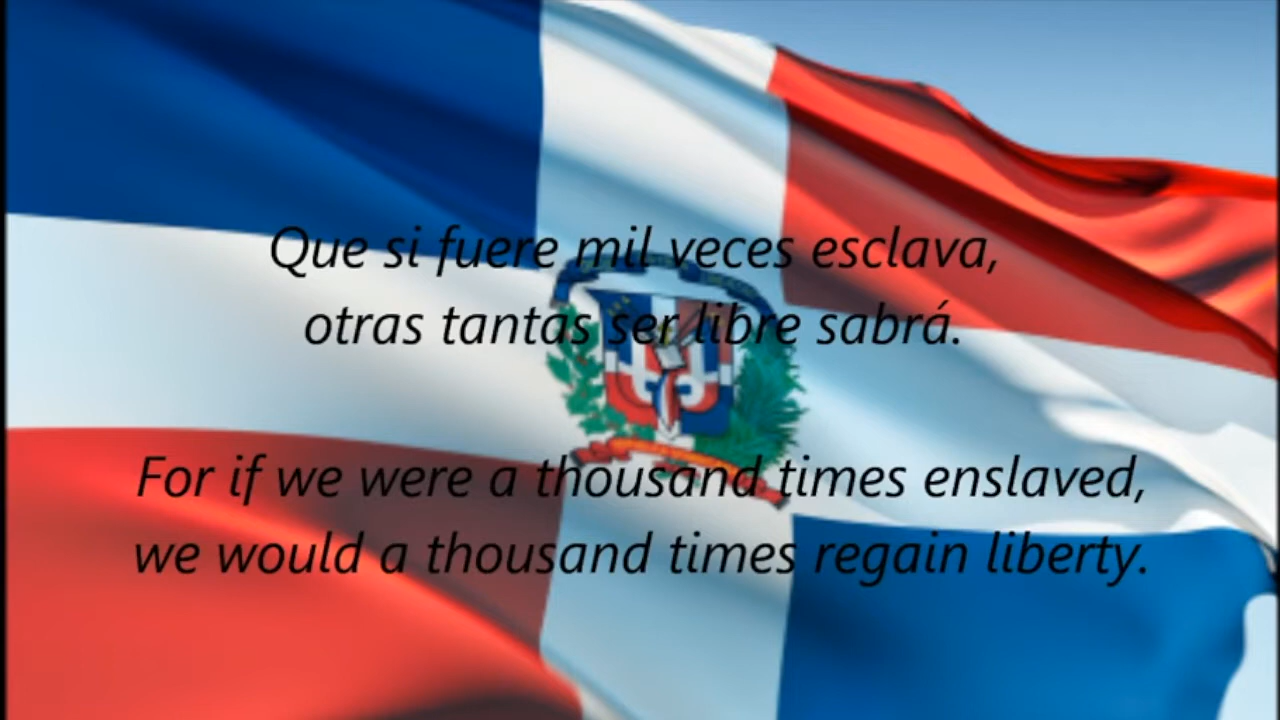 Que si fuere mil veces esclava,
otras tantas ser libre sabrá.
For if we were a thousand times enslaved,
we would a thousand times regain liberty.